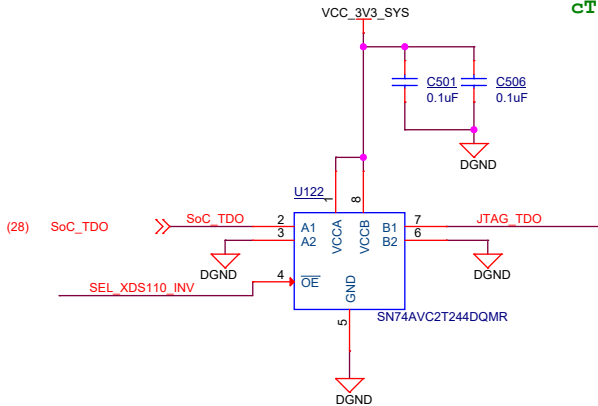 VCC_3V3_SYS
cT
C501
0.1uF
C506
0.1uF
DGND
U122
1
8
VCCA
VCCB
(28)
SoC_TDO
SoC_TDO
2
A1
B1
7
JTAG_TDO
3
A2
B2
6
DGND
DGND
SEL_XDS110_INV
4
OE
GND
5
SN74AVC2T244DQMR
DGND